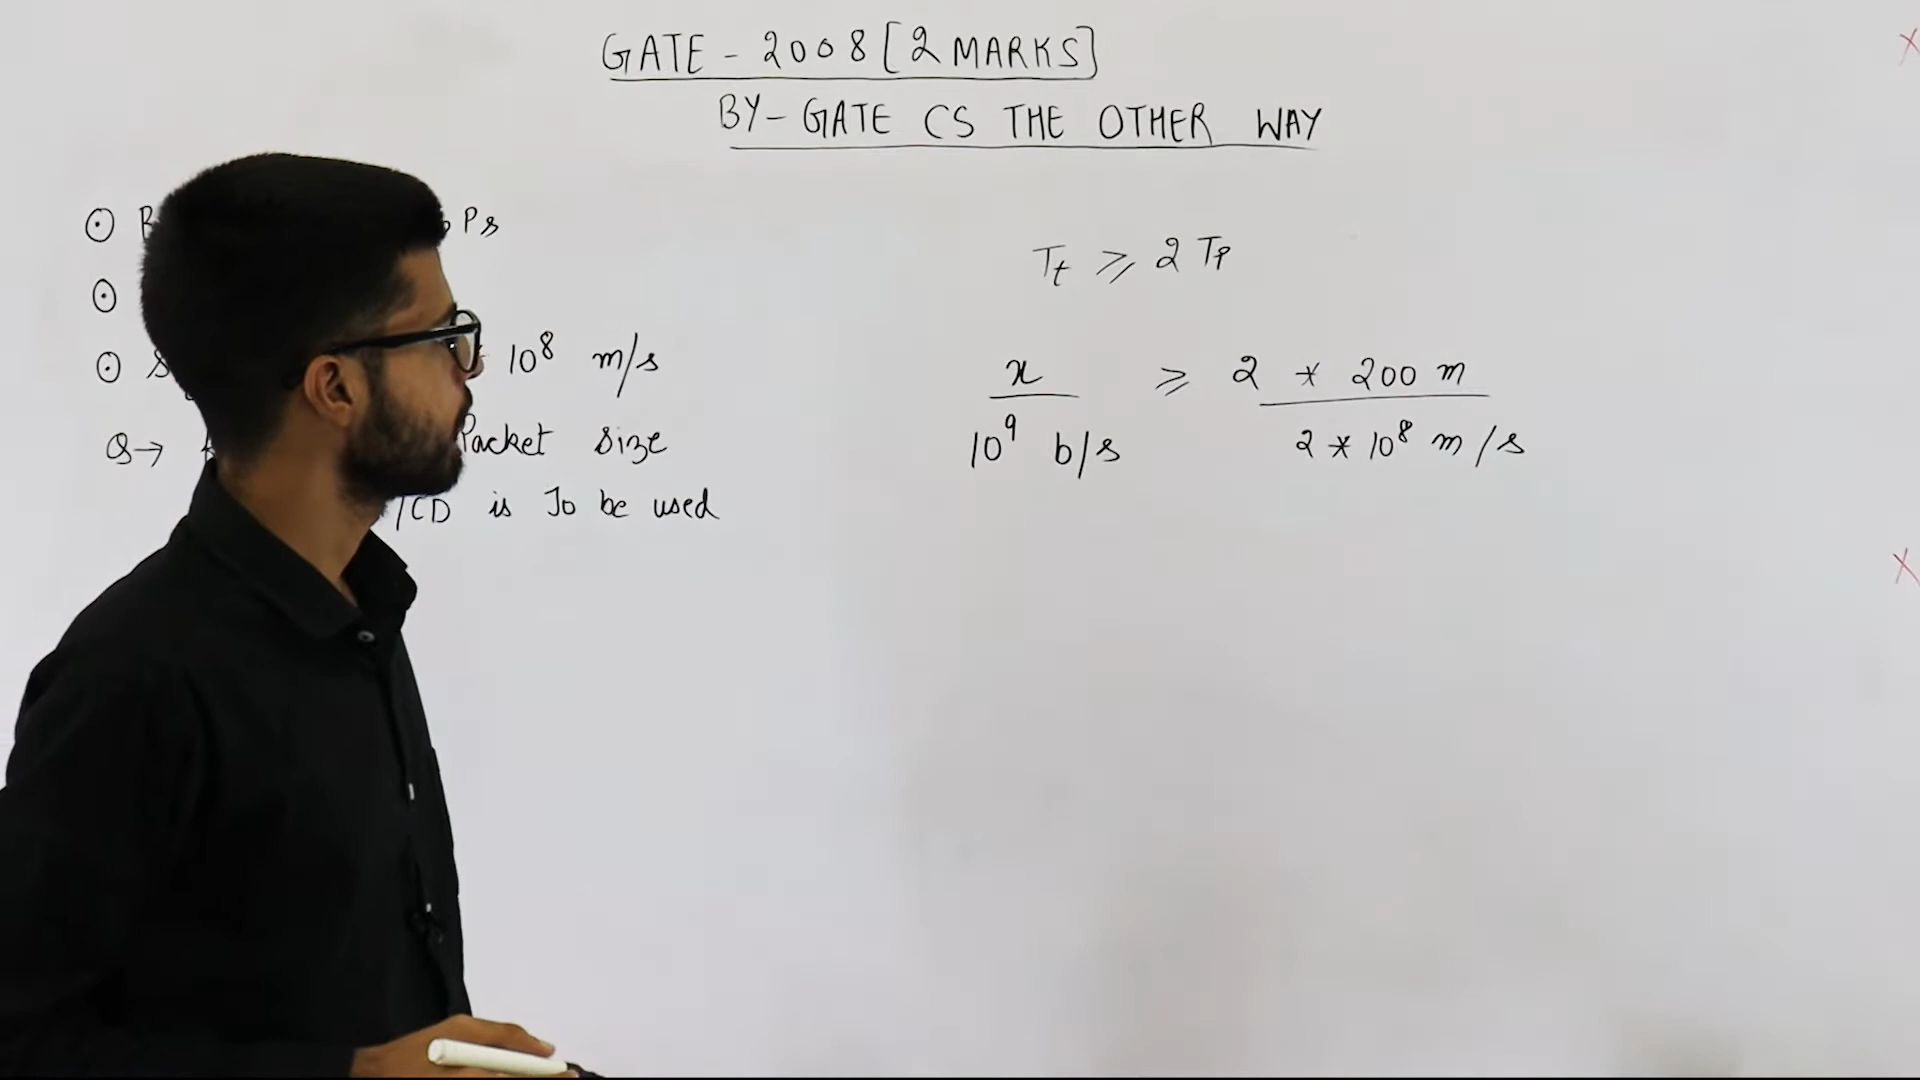 GATE - 2008 [2 MARKS]
BY- GATE CS THE OTHER WAY
Ps
10⁸ m/s
Q→ Packet Size
/CD is To be used
Tt ⩾ 2 Tp
x / 10⁹ b/s ⩾ 2 * 200 m / 2 * 10⁸ m/s